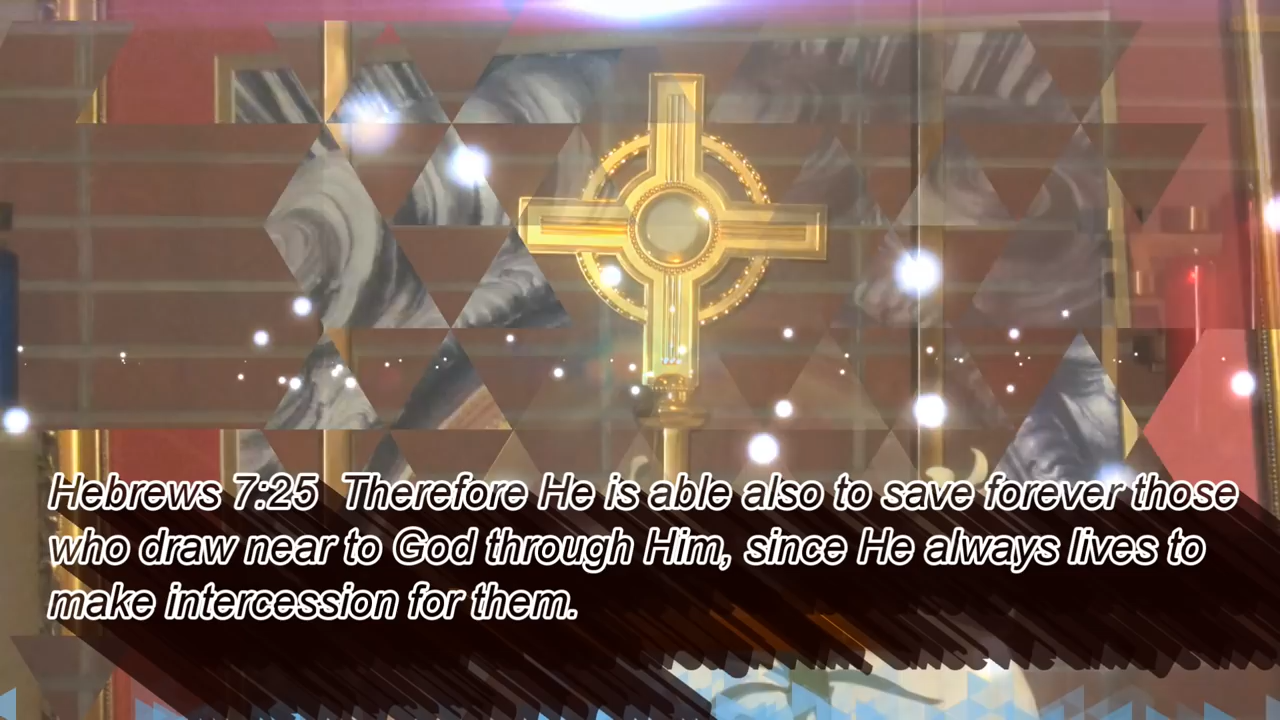 Hebrews 7:25  Therefore He is able also to save forever those
who draw near to God through Him, since He always lives to
make intercession for them.